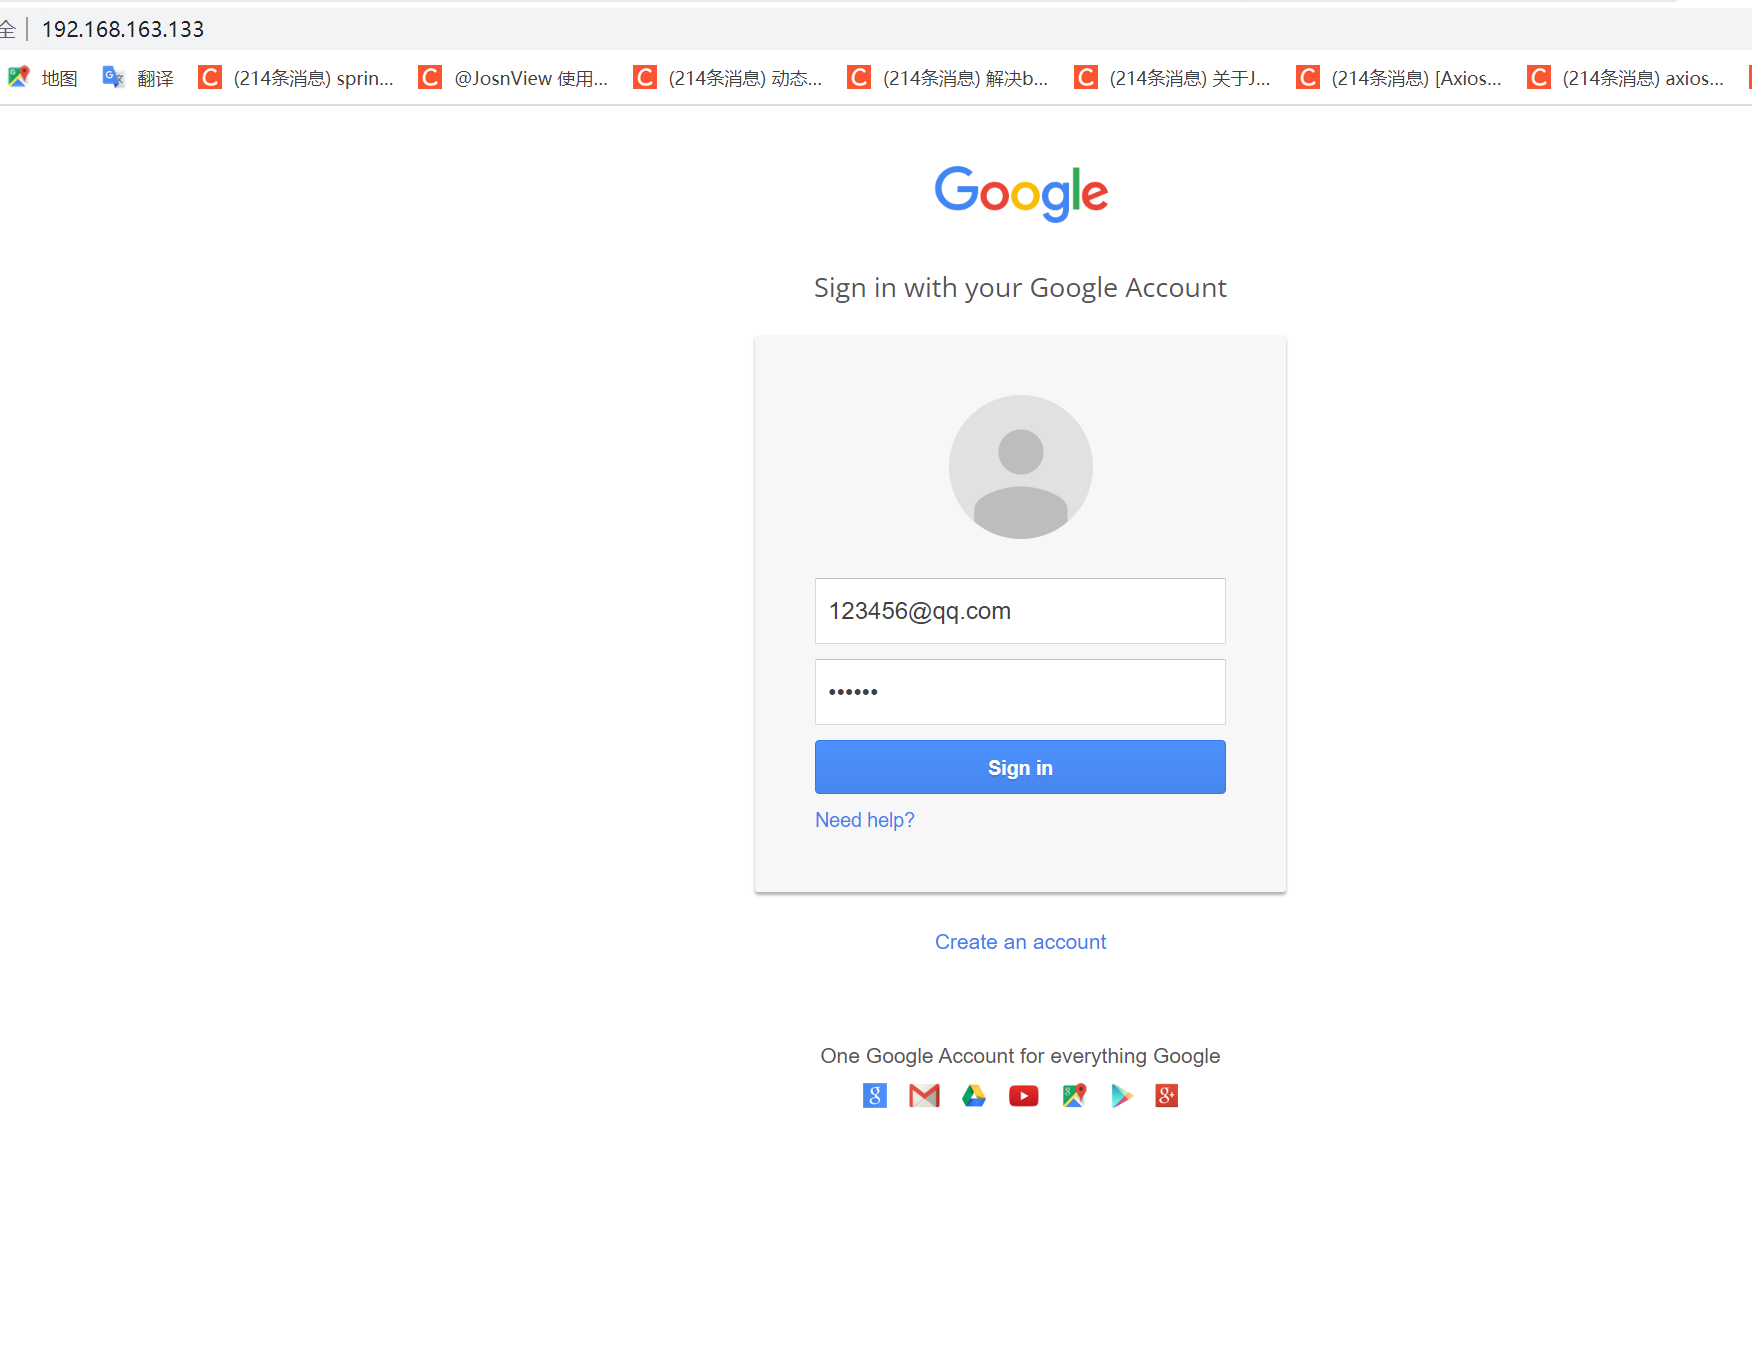 全 192.168.163.133
地图 翻译 (214条消息) sprin... @JosnView 使用... (214条消息) 动态... (214条消息) 解决b... (214条消息) 关于J... (214条消息) [Axios... (214条消息) axios...
Google
Sign in with your Google Account
123456@qq.com
••••••
Sign in
Need help?
Create an account
One Google Account for everything Google